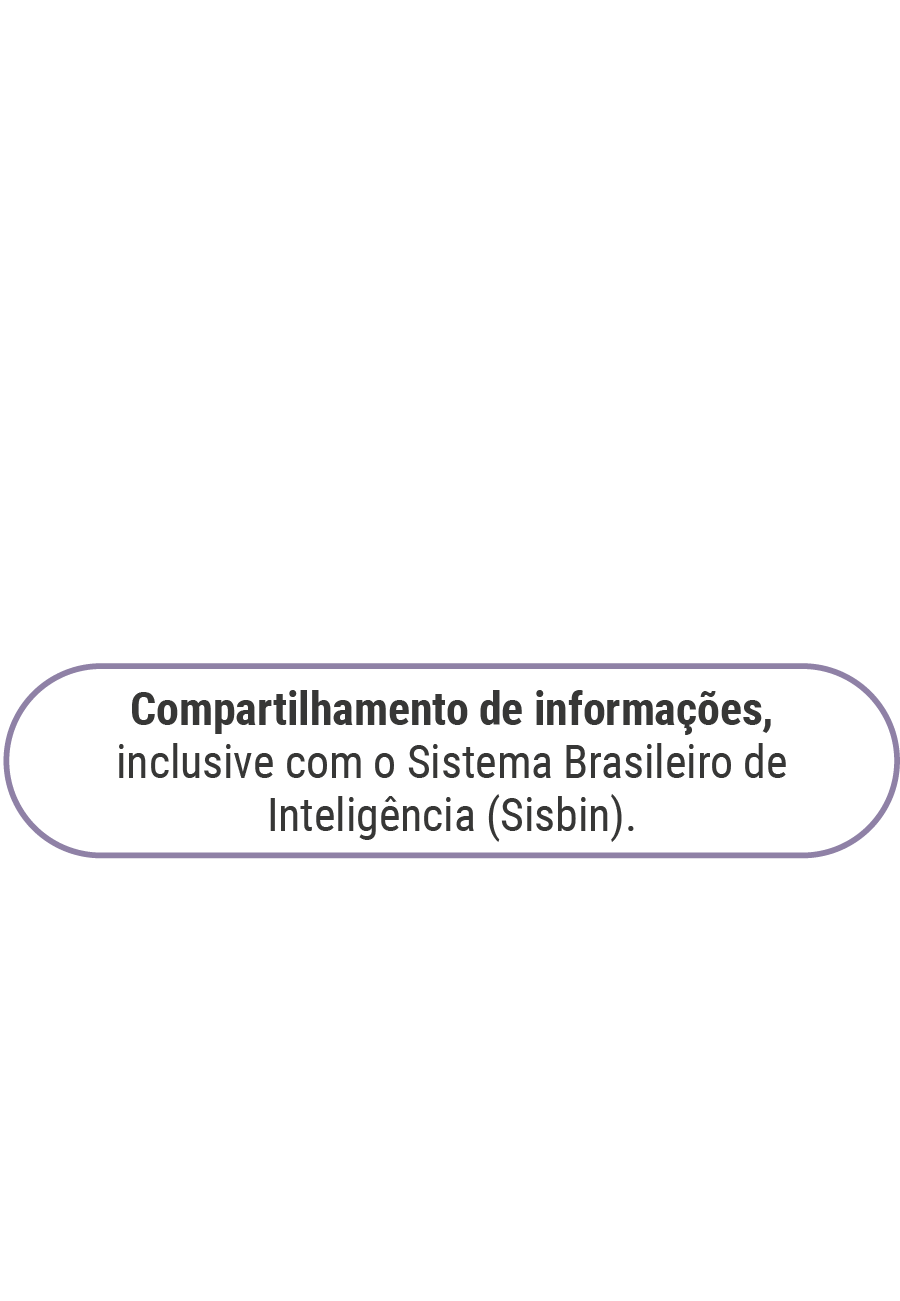 Compartilhamento de informações,
inclusive com o Sistema Brasileiro de
Inteligência (Sisbin).